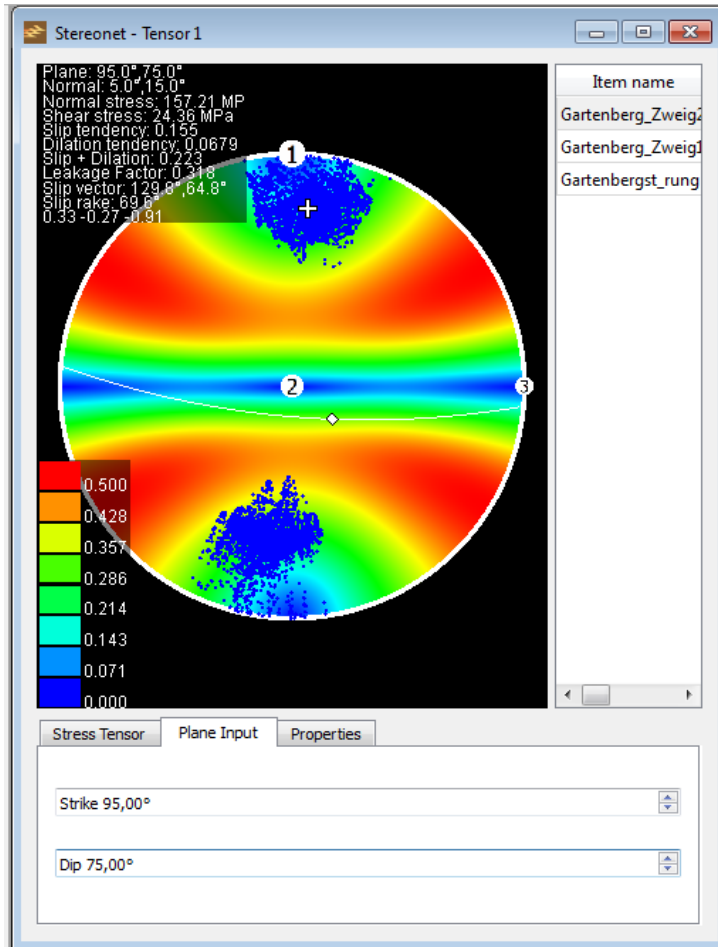 Stereonet - Tensor 1
Plane: 95.0°,75.0°
Normal: 5.0°,15.0°
Normal stress: 157.21 MP
Shear stress: 24.36 MPa
Slip tendency: 0.155
Dilation tendency: 0.0679
Slip + Dilation: 0.223
Leakage Factor: 0.318
Slip vector: 129.8°,64.8°
Slip rake: 69.6°
0.33 -0.27 -0.91
1
2
3
0.500
0.428
0.357
0.286
0.214
0.143
0.071
0.000
Item name
Gartenberg_Zweig2
Gartenberg_Zweig1
Gartenbergst_rung
Stress Tensor
Plane Input
Properties
Strike 95,00°
Dip 75,00°